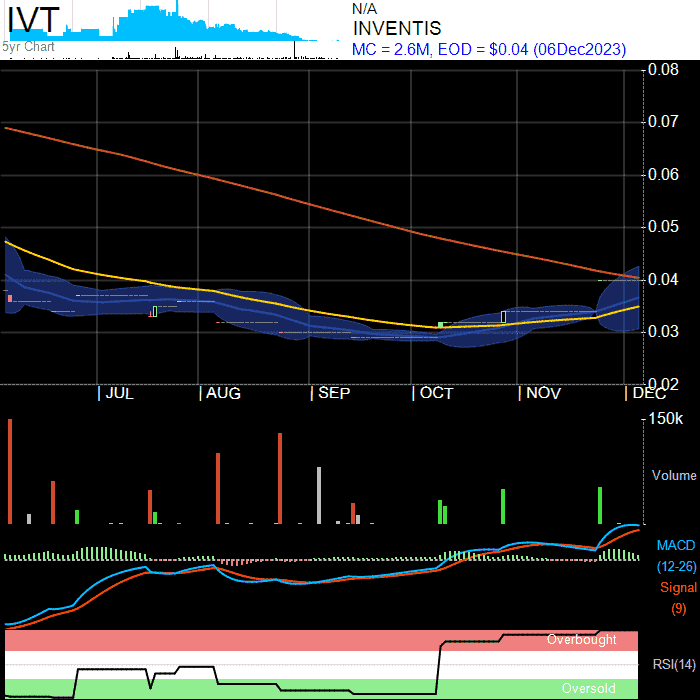 IVT
5yr Chart
N/A
INVENTIS
MC = 2.6M, EOD = $0.04 (06Dec2023)
0.08
0.07
0.06
0.05
0.04
0.03
0.02
| JUL | AUG | SEP | OCT | NOV | DEC
150k
Volume
MACD
(12-26)
Signal
(9)
Overbought
RSI(14)
Oversold